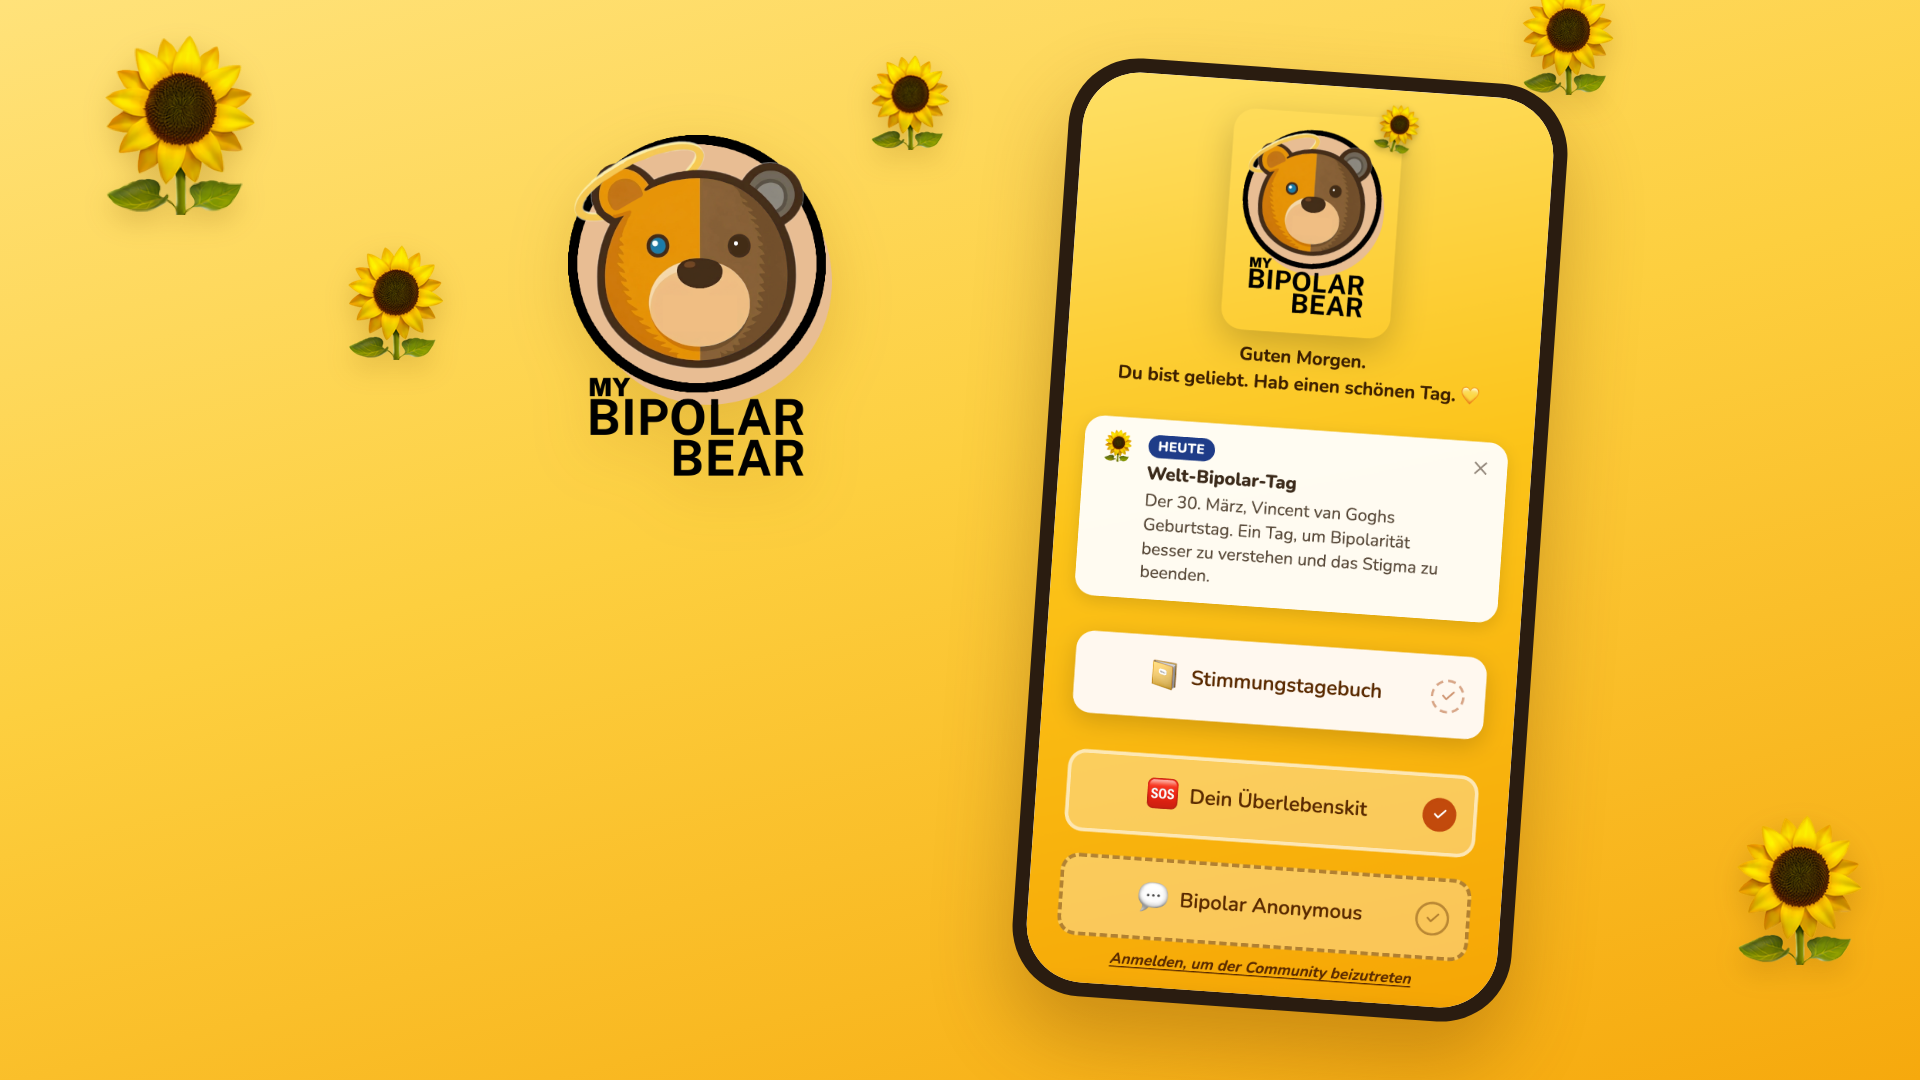 MY
BIPOLAR
BEAR
MY
BIPOLAR
BEAR
Guten Morgen.
Du bist geliebt. Hab einen schönen Tag. 💛
HEUTE
Welt-Bipolar-Tag
Der 30. März, Vincent van Goghs
Geburtstag. Ein Tag, um Bipolarität
besser zu verstehen und das Stigma zu
beenden.
Stimmungstagebuch
SOS Dein Überlebenskit
Bipolar Anonymous
Anmelden, um der Community beizutreten